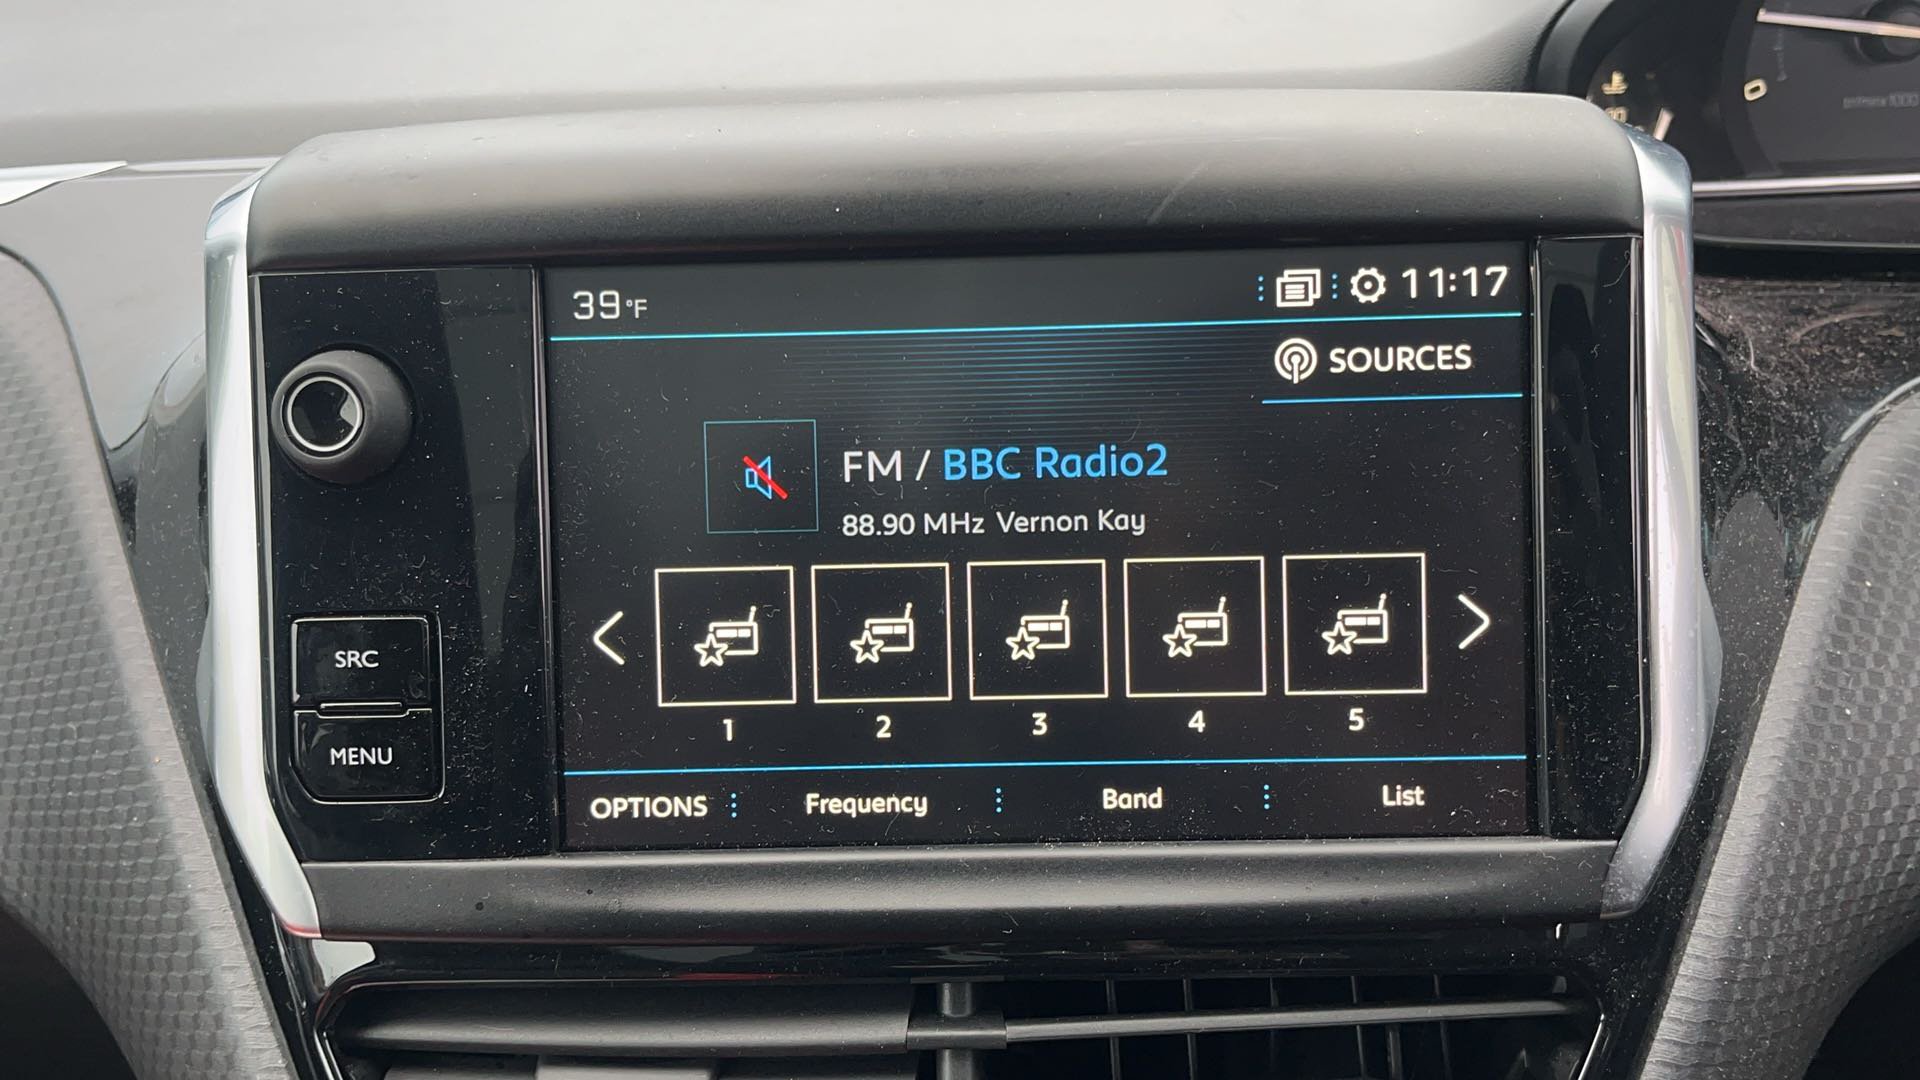 39°F
11:17
SOURCES
FM / BBC Radio2
88.90 MHz Vernon Kay
1 2 3 4 5
OPTIONS Frequency Band List
SRC
MENU
0